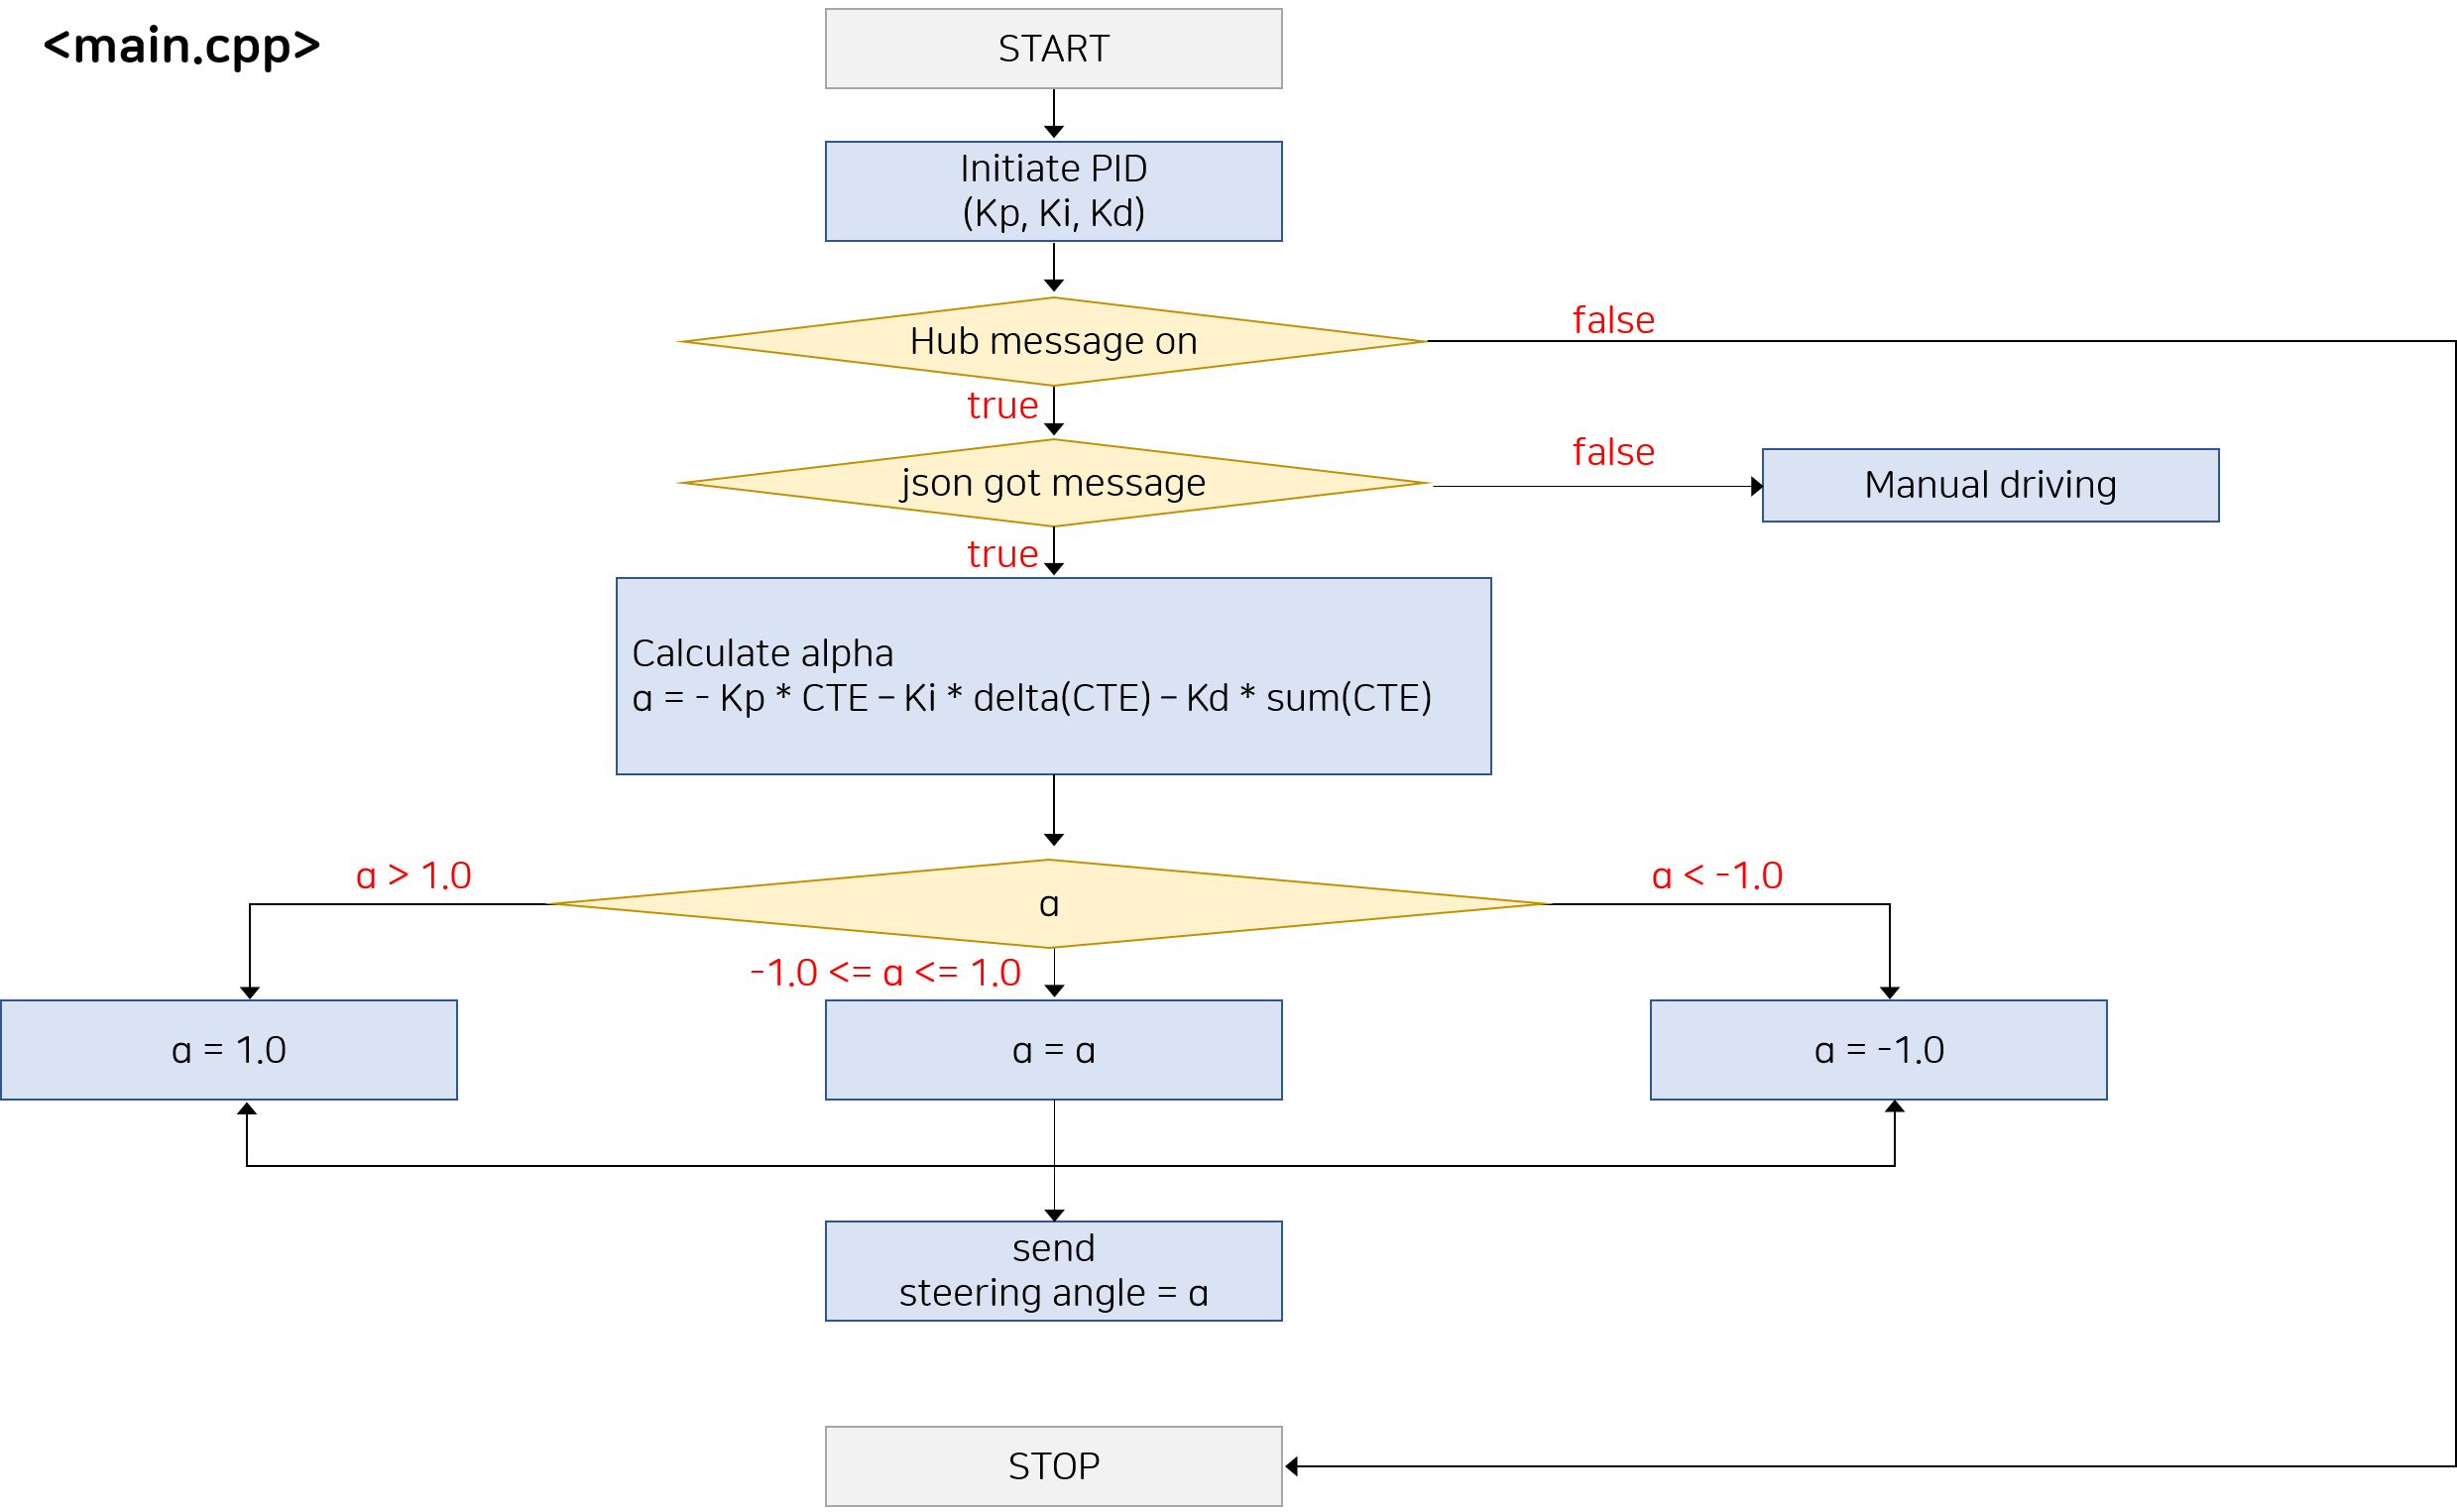 <main.cpp>
START
Initiate PID
(Kp, Ki, Kd)
Hub message on
false
true
json got message
false
Manual driving
true
Calculate alpha
α = - Kp * CTE – Ki * delta(CTE) – Kd * sum(CTE)
α > 1.0
α
α < -1.0
-1.0 <= α <= 1.0
α = 1.0
α = α
α = -1.0
send
steering angle = α
STOP